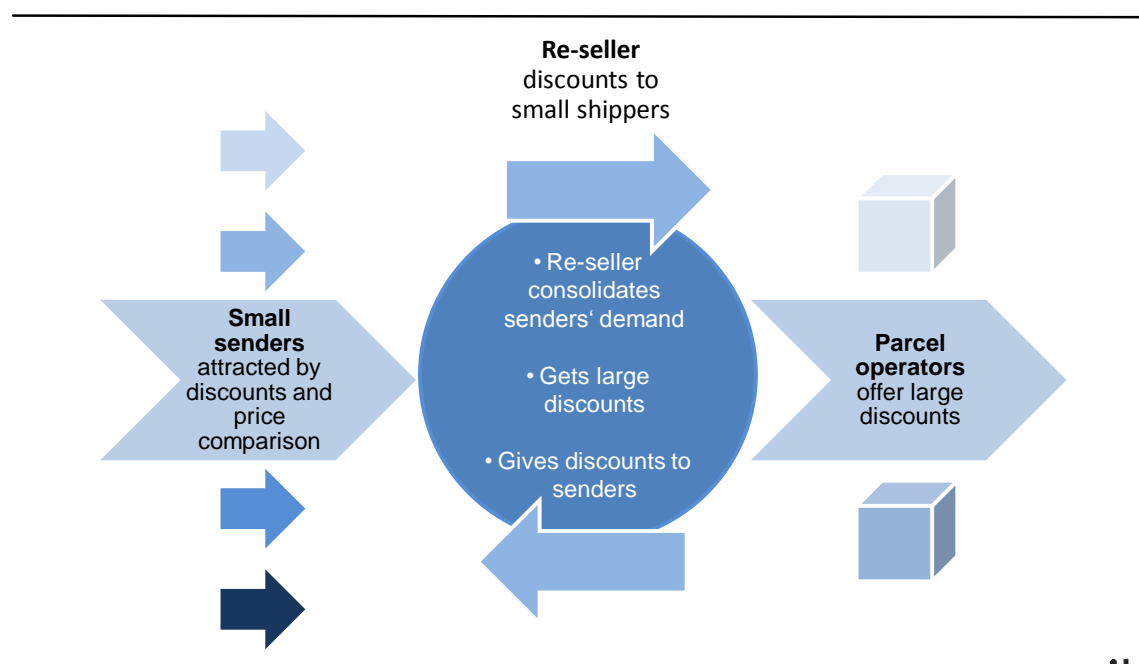 Re-seller
discounts to
small shippers
Small
senders
attracted by
discounts and
price
comparison
• Re-seller
consolidates
senders‘ demand
• Gets large
discounts
• Gives discounts to
senders
Parcel
operators
offer large
discounts